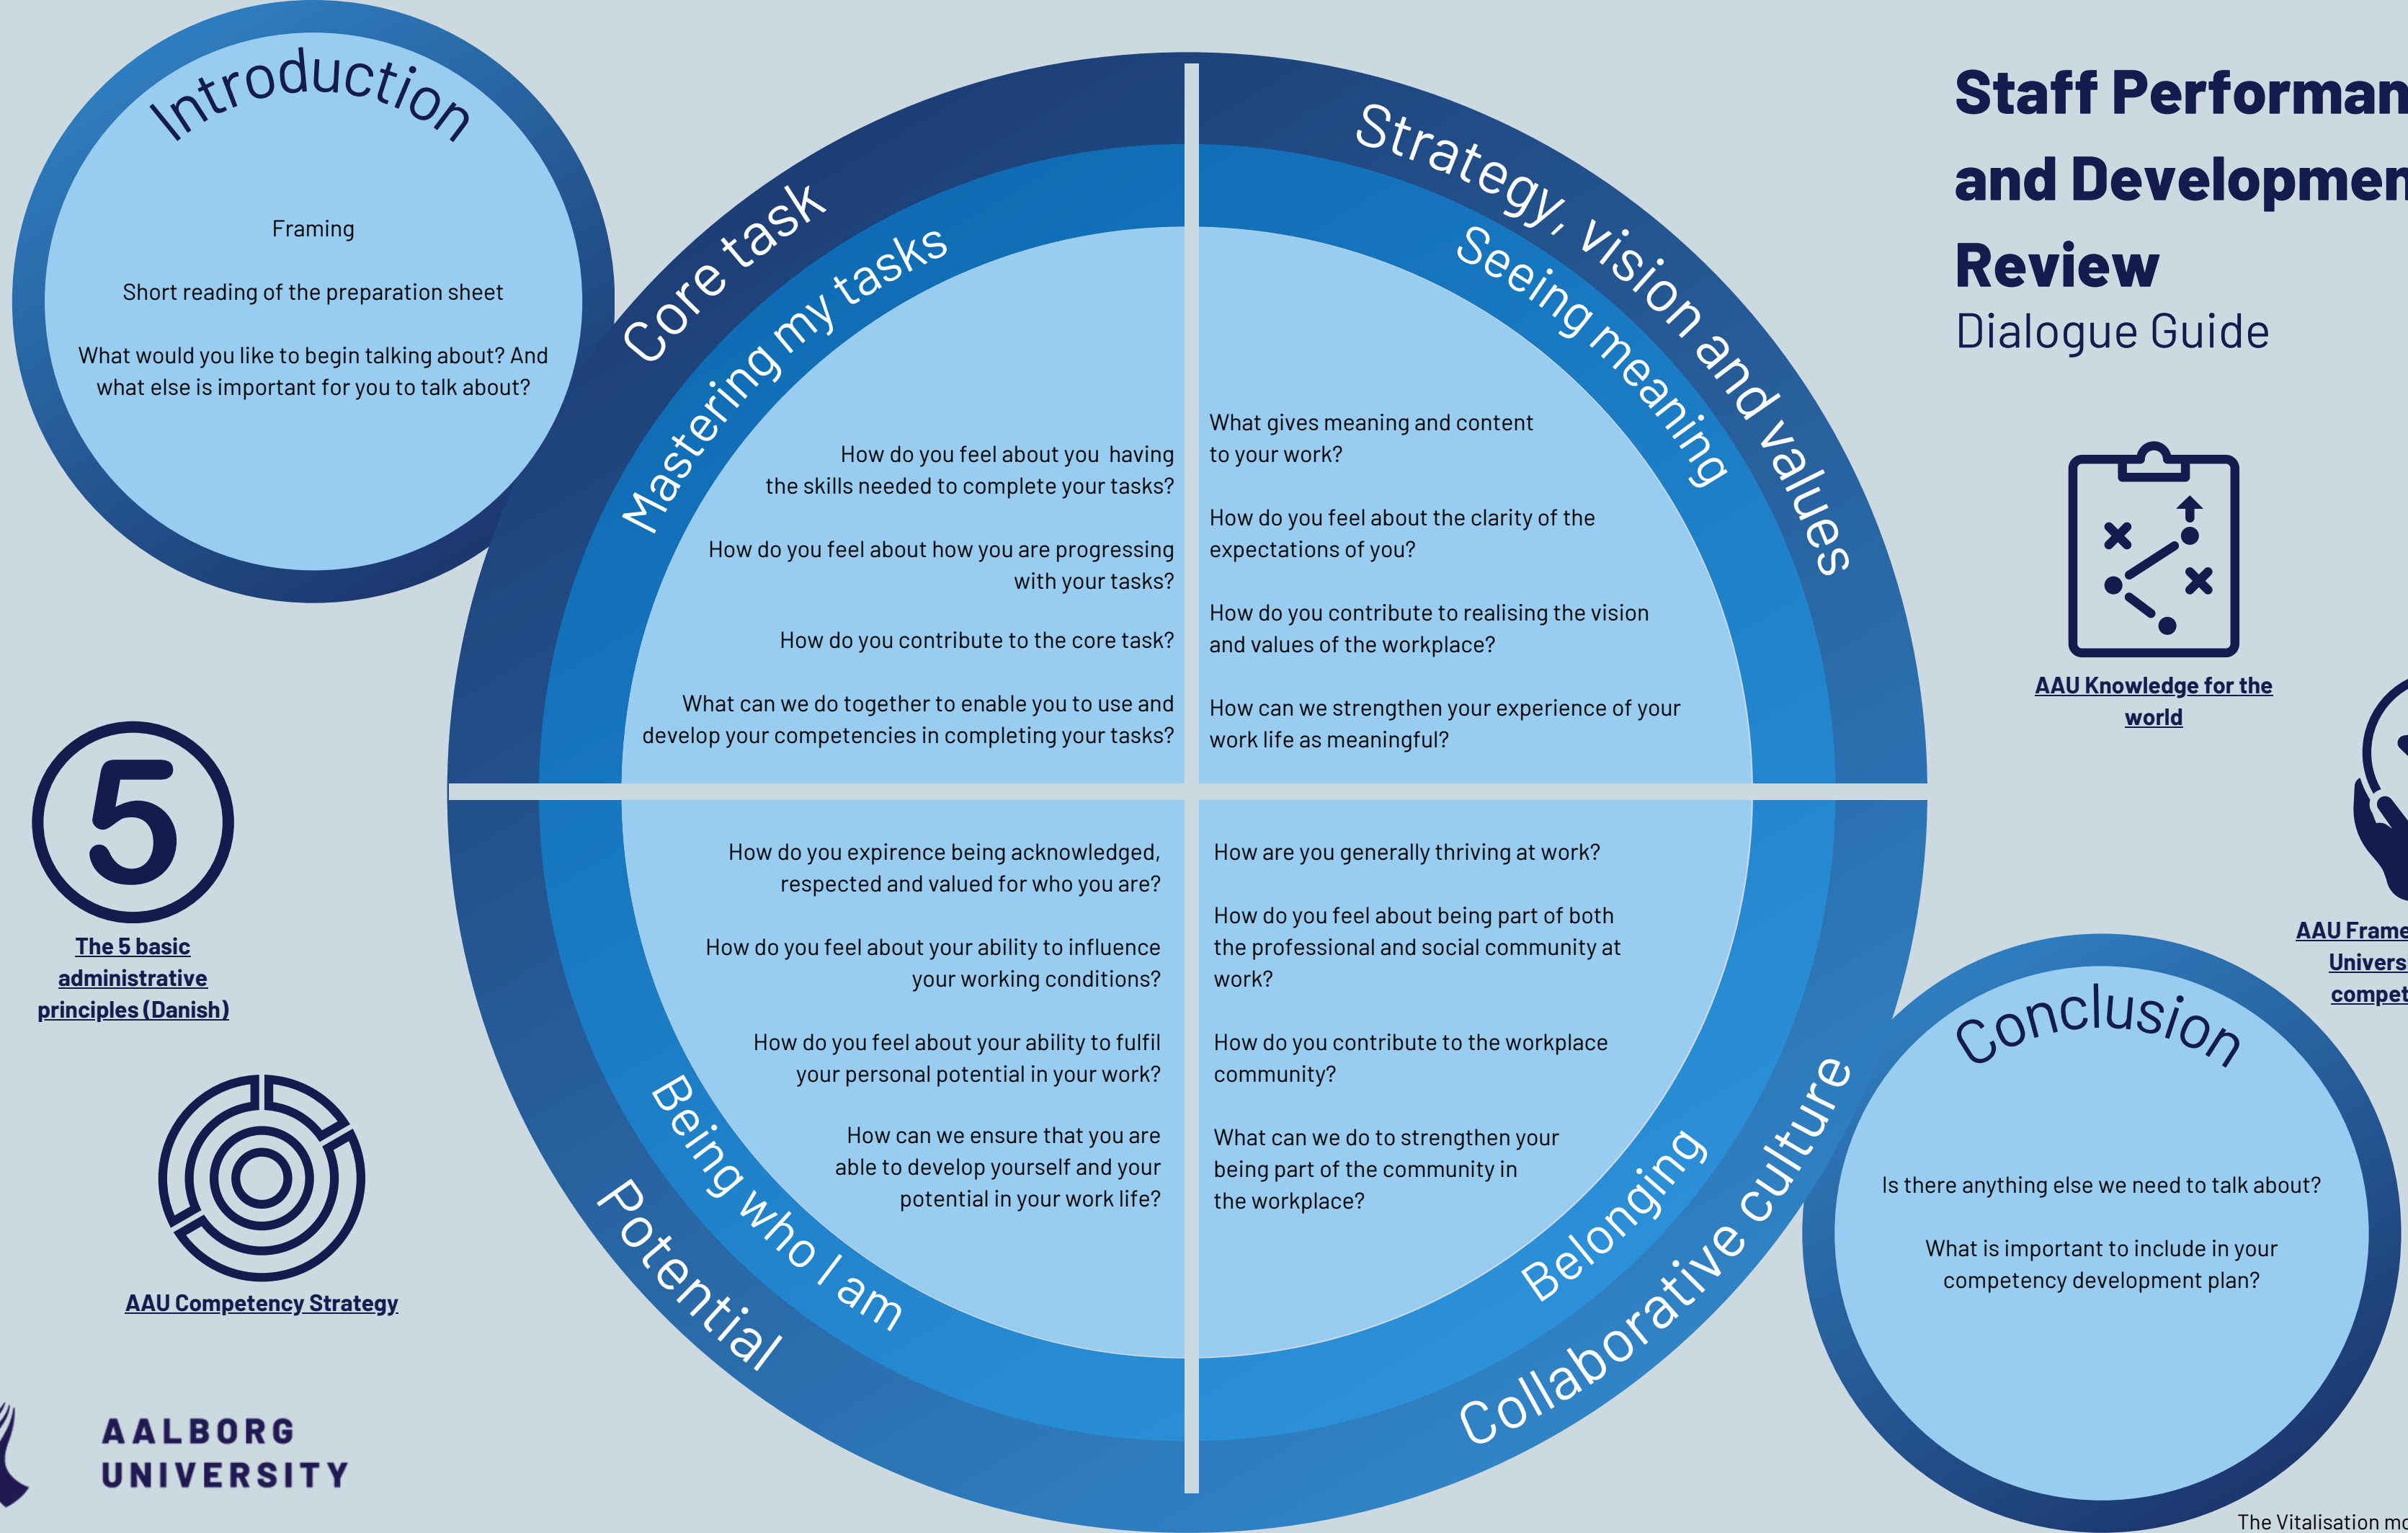 Introduction
Framing
Short reading of the preparation sheet
What would you like to begin talking about? And
what else is important for you to talk about?
Staff Performan
and Developmen
Review
Dialogue Guide
Core task
Mastering my tasks
How do you feel about you  having
the skills needed to complete your tasks?
How do you feel about how you are progressing
with your tasks?
How do you contribute to the core task?
What can we do together to enable you to use and
develop your competencies in completing your tasks?
Strategy, vision and values
Seeing meaning
What gives meaning and content
to your work?
How do you feel about the clarity of the
expectations of you?
How do you contribute to realising the vision
and values of the workplace?
How can we strengthen your experience of your
work life as meaningful?
AAU Knowledge for the
world
5
The 5 basic
administrative
principles (Danish)
AAU Competency Strategy
How do you expirence being acknowledged,
respected and valued for who you are?
How do you feel about your ability to influence
your working conditions?
How do you feel about your ability to fulfil
your personal potential in your work?
How can we ensure that you are
able to develop yourself and your
potential in your work life?
Being who I am
Potential
How are you generally thriving at work?
How do you feel about being part of both
the professional and social community at
work?
How do you contribute to the workplace
community?
What can we do to strengthen your
being part of the community in
the workplace?
Belonging
Collaborative culture
AAU Frame
Universi
compet
Conclusion
Is there anything else we need to talk about?
What is important to include in your
competency development plan?
AALBORG
UNIVERSITY
The Vitalisation mo